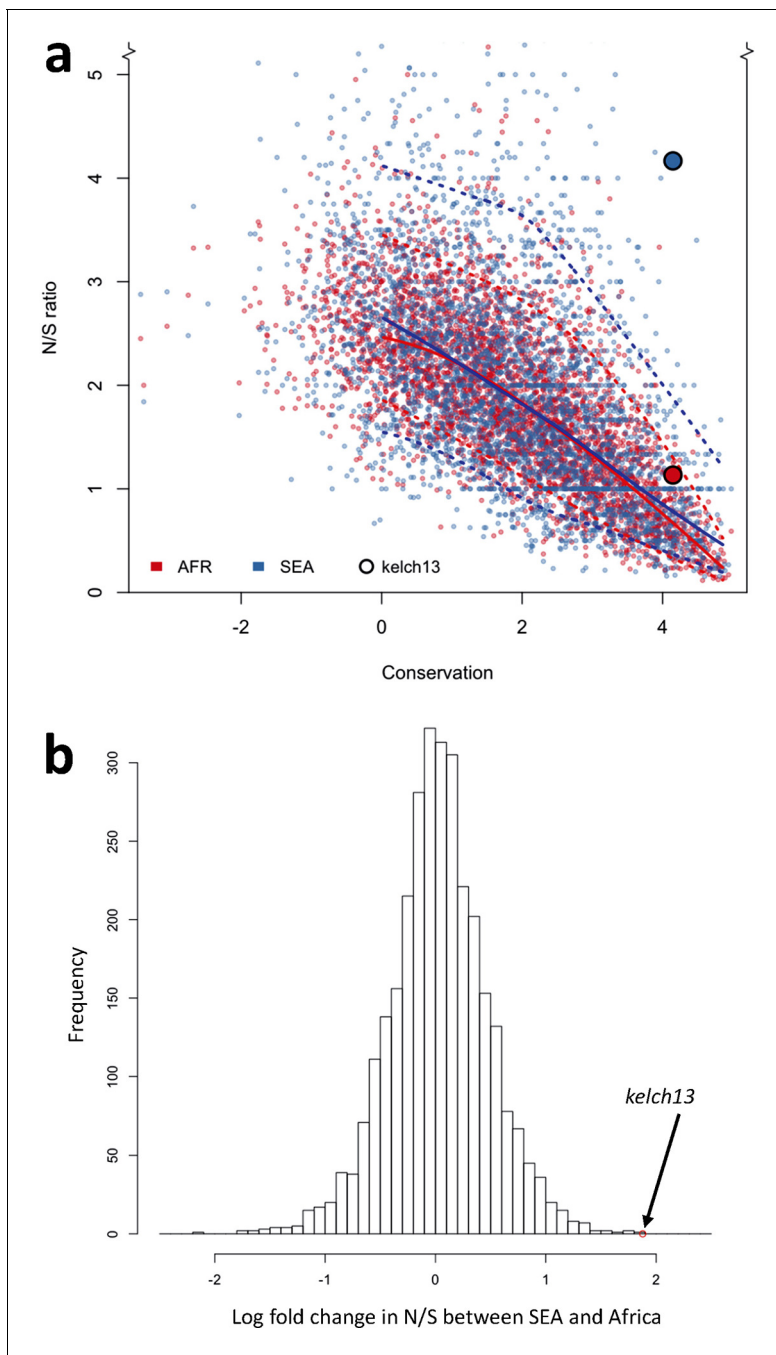 a
5
4
3
2
1
0
N/S ratio
AFR SEA kelch13
-2 0 2 4
Conservation
b
300
250
200
150
100
50
0
Frequency
kelch13
-2 -1 0 1 2
Log fold change in N/S between SEA and Africa